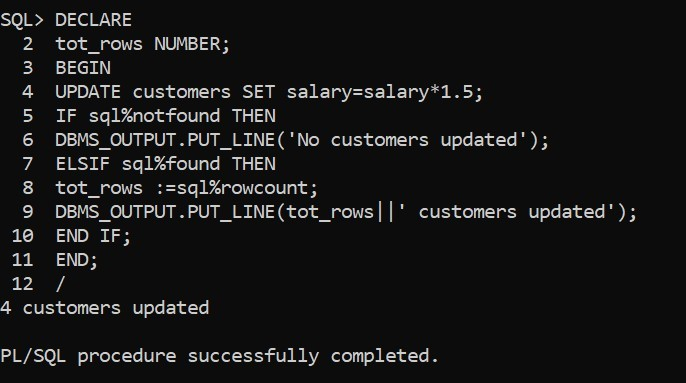 SQL> DECLARE
2 tot_rows NUMBER;
3 BEGIN
4 UPDATE customers SET salary=salary*1.5;
5 IF sql%notfound THEN
6 DBMS_OUTPUT.PUT_LINE('No customers updated');
7 ELSIF sql%found THEN
8 tot_rows :=sql%rowcount;
9 DBMS_OUTPUT.PUT_LINE(tot_rows||' customers updated');
10 END IF;
11 END;
12 /
4 customers updated
PL/SQL procedure successfully completed.